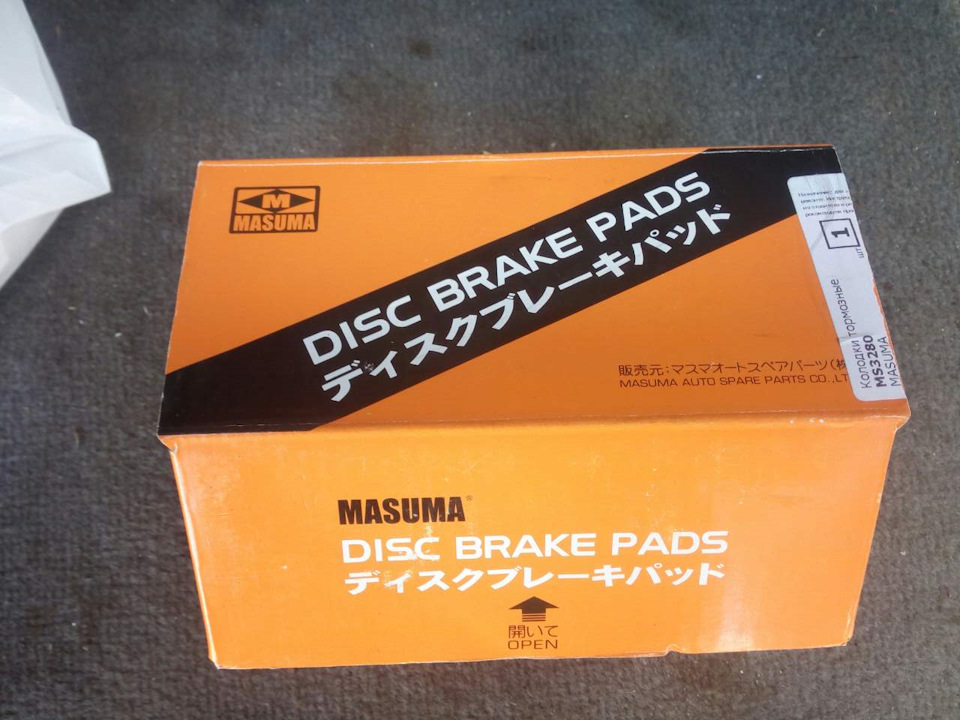 M
MASUMA
DISC BRAKE PADS
ディスクブレーキパッド
販売元:マスマオートスペアパーツ(株
MASUMA AUTO SPARE PARTS CO.,LT
1
шт
Колодки тормозные
MS3280
MASUMA
MASUMA®
DISC BRAKE PADS
ディスクブレーキパッド
開いて
OPEN